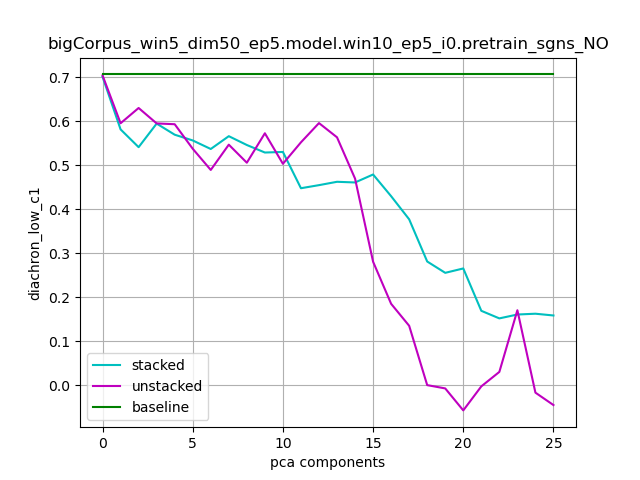 bigCorpus_win5_dim50_ep5.model.win10_ep5_i0.pretrain_sgns_NO
0.7
0.6
0.5
0.4
0.3
0.2
0.1
0.0
diachron_low_c1
stacked
unstacked
baseline
0 5 10 15 20 25
pca components